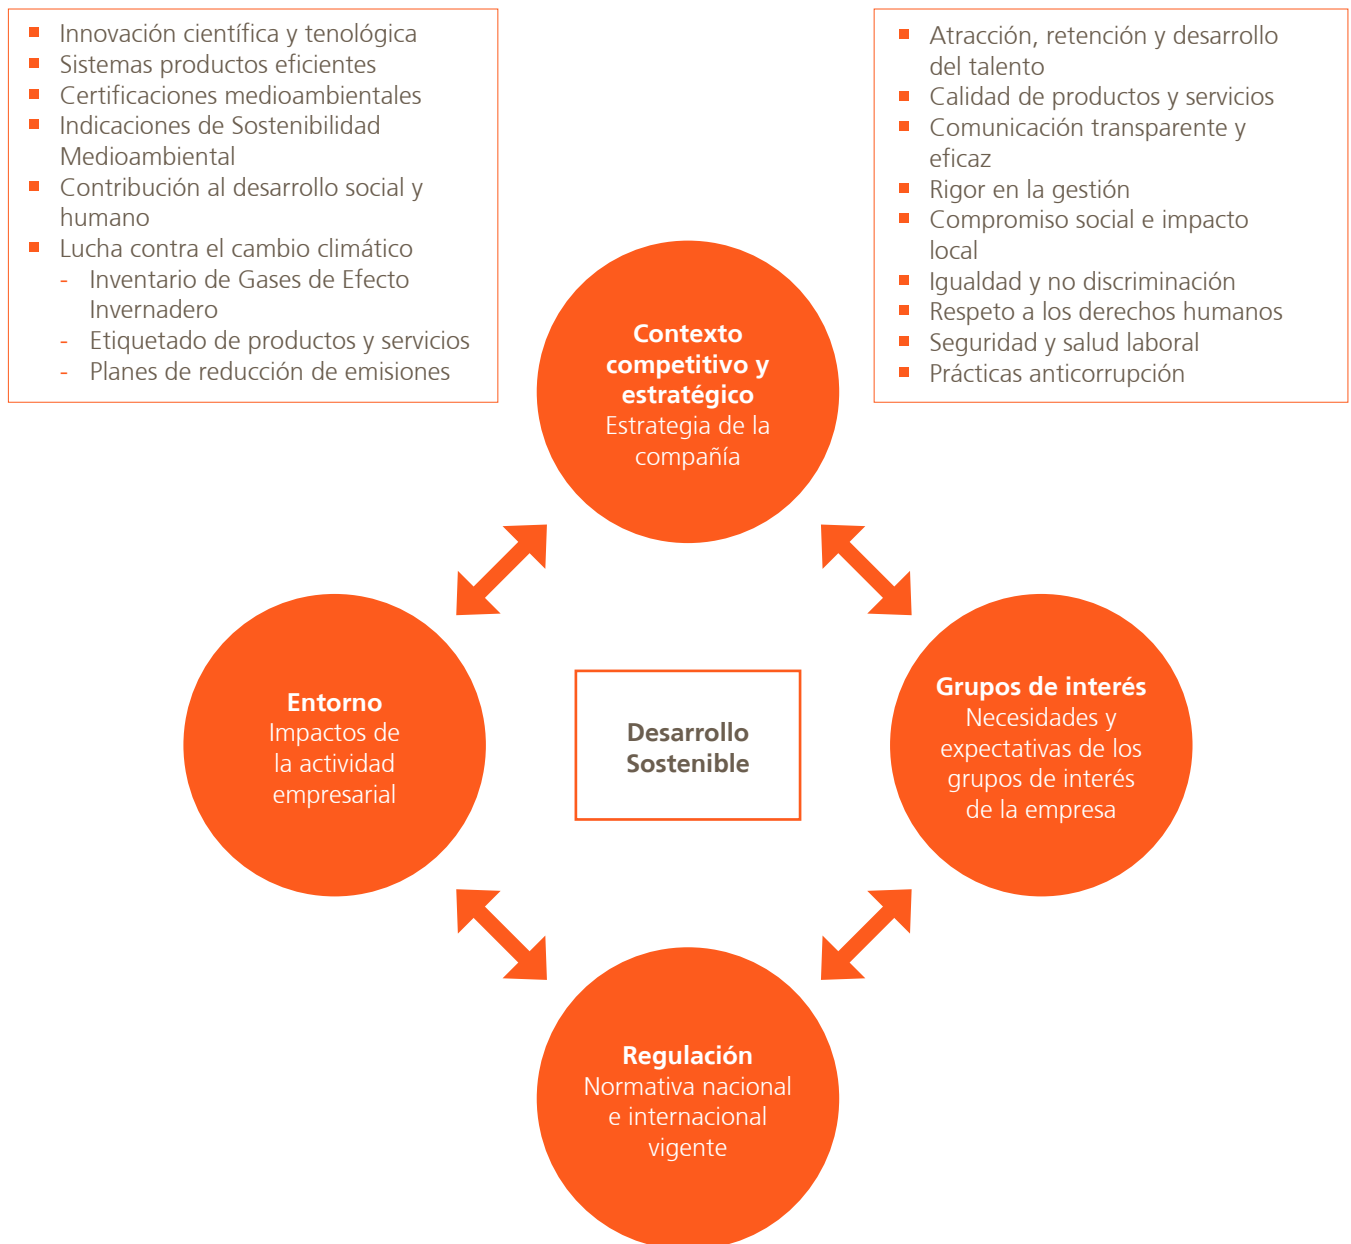 Innovación científica y tenológica
Sistemas productos eficientes
Certificaciones medioambientales
Indicaciones de Sostenibilidad
Medioambiental
Contribución al desarrollo social y
humano
Lucha contra el cambio climático
- Inventario de Gases de Efecto
Invernadero
- Etiquetado de productos y servicios
- Planes de reducción de emisiones
Atracción, retención y desarrollo
del talento
Calidad de productos y servicios
Comunicación transparente y
eficaz
Rigor en la gestión
Compromiso social e impacto
local
Igualdad y no discriminación
Respeto a los derechos humanos
Seguridad y salud laboral
Prácticas anticorrupción
Contexto
competitivo y
estratégico
Estrategia de la
compañía
Entorno
Impactos de
la actividad
empresarial
Desarrollo
Sostenible
Grupos de interés
Necesidades y
expectativas de los
grupos de interés
de la empresa
Regulación
Normativa nacional
e internacional
vigente